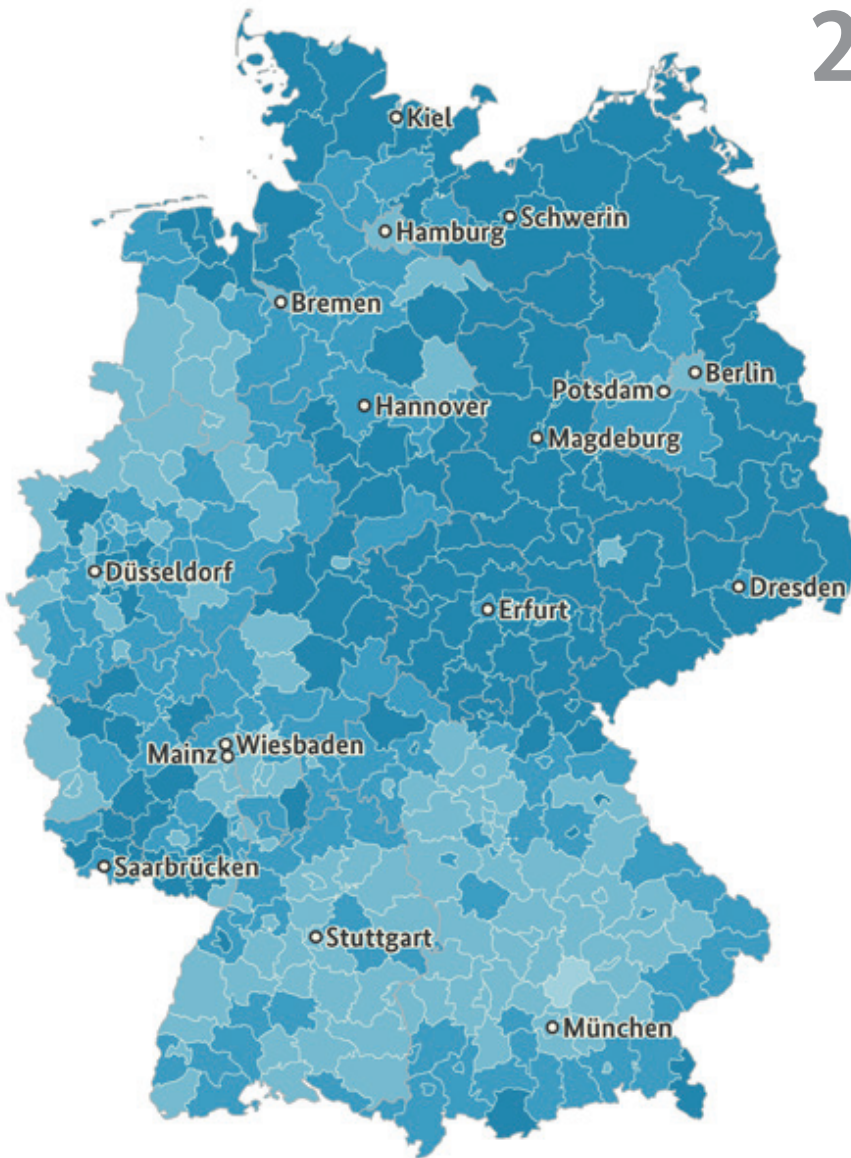 2
Kiel
Schwerin
Hamburg
Bremen
Berlin
Potsdam
Hannover
Magdeburg
Düsseldorf
Dresden
Erfurt
Wiesbaden
Mainz
Saarbrücken
Stuttgart
München